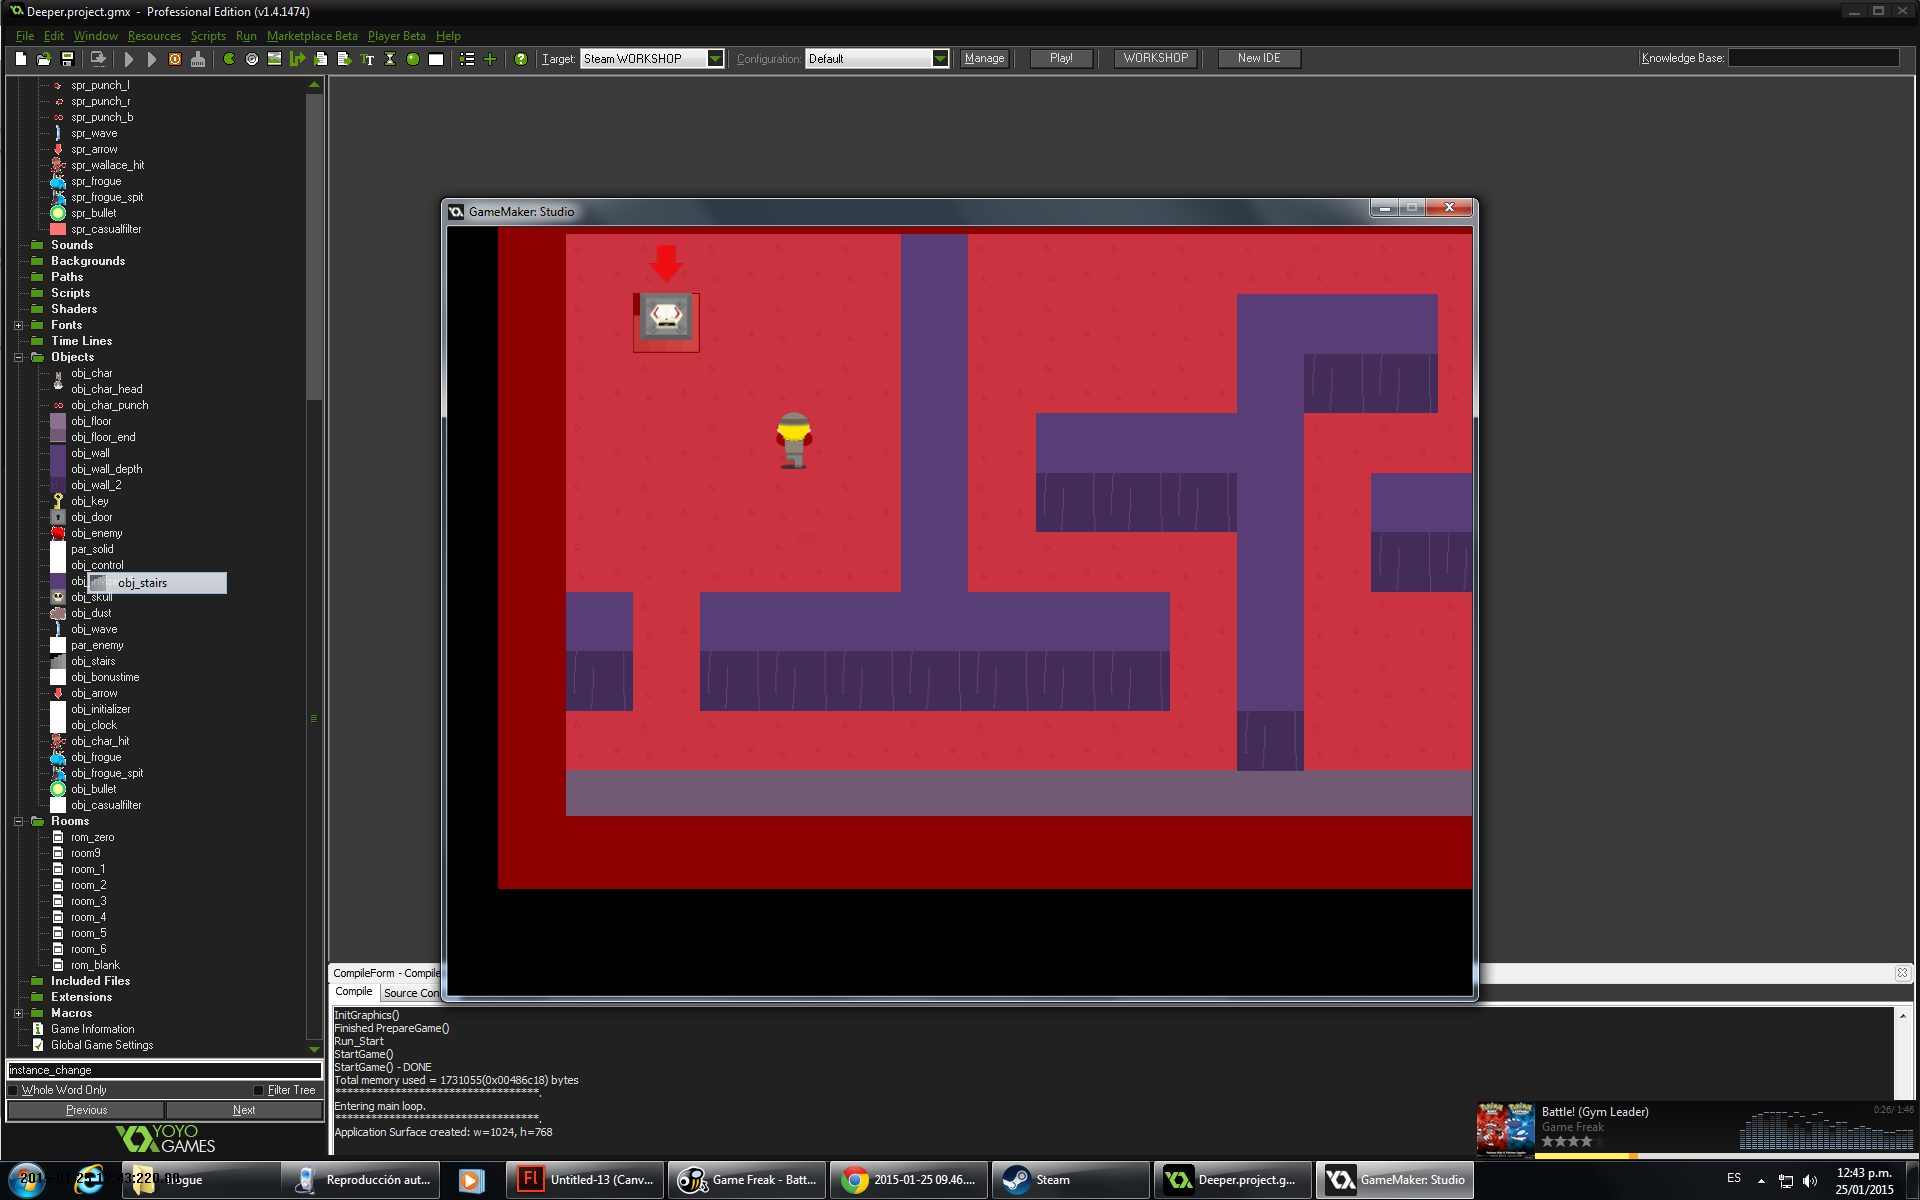 Deeper.project.gmx - Professional Edition (v1.4.1474)
File Edit Window Resources Scripts Run Marketplace Beta Player Beta Help
Target: Steam WORKSHOP Configuration: Default Manage Play! WORKSHOP New IDE Knowledge Base:
spr_punch_l
spr_punch_r
spr_punch_b
spr_wave
spr_arrow
spr_wallace_hit
spr_frogue
spr_frogue_spit
spr_bullet
spr_casualfilter
Sounds
Backgrounds
Paths
Scripts
Shaders
Fonts
Time Lines
Objects
obj_char
obj_char_head
obj_char_punch
obj_floor
obj_floor_end
obj_wall
obj_wall_depth
obj_wall_2
obj_key
obj_door
obj_enemy
par_solid
obj_control
obj_stairs
obj_skull
obj_dust
obj_wave
par_enemy
obj_stairs
obj_bonustime
obj_arrow
obj_initializer
obj_clock
obj_char_hit
obj_frogue
obj_frogue_spit
obj_bullet
obj_casualfilter
Rooms
rom_zero
room9
room_1
room_2
room_3
room_4
room_5
room_6
rom_blank
Included Files
Extensions
Macros
Game Information
Global Game Settings
instance_change
Whole Word Only Filter Tree
Previous Next
YOYO
GAMES
GameMaker: Studio
CompileForm - Compile
Compile Source Con
InitGraphics()
Finished PrepareGame()
Run_Start
StartGame()
StartGame() - DONE
Total memory used = 1731055(0x00486c18) bytes
***********************************.
Entering main loop.
***********************************.
Application Surface created: w=1024, h=768
Battle! (Gym Leader) 0:26/ 1:46
Game Freak
Reproducción aut...
Untitled-13 (Canv...
Game Freak - Batt...
2015-01-25 09.46....
Steam
Deeper.project.g...
GameMaker: Studio
ES
12:43 p.m.
25/01/2015